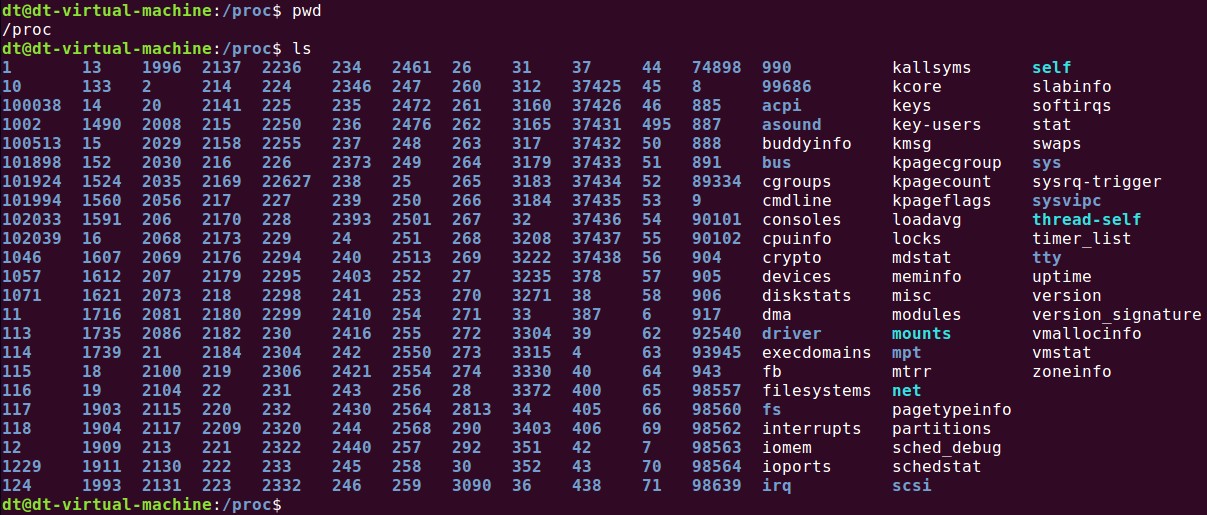 dt@dt-virtual-machine:/proc$ pwd
/proc
dt@dt-virtual-machine:/proc$ ls
1 13 1996 2137 2236 234 2461 26 31 37 44 74898 990 kallsyms self
10 133 2 214 224 2346 247 260 312 37425 45 8 99686 kcore slabinfo
100038 14 20 2141 225 235 2472 261 3160 37426 46 885 acpi keys softirqs
1002 1490 2008 215 2250 236 2476 262 3165 37431 495 887 asound key-users stat
100513 15 2029 2158 2255 237 248 263 317 37432 50 888 buddyinfo kmsg swaps
101898 152 2030 216 226 2373 249 264 3179 37433 51 891 bus kpagecgroup sys
101924 1524 2035 2169 22627 238 25 265 3183 37434 52 89334 cgroups kpagecount sysrq-trigger
101994 1560 2056 217 227 239 250 266 3184 37435 53 9 cmdline kpageflags sysvipc
102033 1591 206 2170 228 2393 2501 267 32 37436 54 90101 consoles loadavg thread-self
102039 16 2068 2173 229 24 251 268 3208 37437 55 90102 cpuinfo locks timer_list
1046 1607 2069 2176 2294 240 2513 269 3222 37438 56 904 crypto mdstat tty
1057 1612 207 2179 2295 2403 252 27 3235 378 57 905 devices meminfo uptime
1071 1621 2073 218 2298 241 253 270 3271 38 58 906 diskstats misc version
11 1716 2081 2180 2299 2410 254 271 33 387 6 917 dma modules version_signature
113 1735 2086 2182 230 2416 255 272 3304 39 62 92540 driver mounts vmallocinfo
114 1739 21 2184 2304 242 2550 273 3315 4 63 93945 execdomains mpt vmstat
115 18 2100 219 2306 2421 2554 274 3330 40 64 943 fb mtrr zoneinfo
116 19 2104 22 231 243 256 28 3372 400 65 98557 filesystems net
117 1903 2115 220 232 2430 2564 2813 34 405 66 98560 fs pagetypeinfo
118 1904 2117 2209 2320 244 2568 290 3403 406 69 98562 interrupts partitions
12 1909 213 221 2322 2440 257 292 351 42 7 98563 iomem sched_debug
1229 1911 2130 222 233 245 258 30 352 43 70 98564 ioports schedstat
124 1993 2131 223 2332 246 259 3090 36 438 71 98639 irq scsi
dt@dt-virtual-machine:/proc$